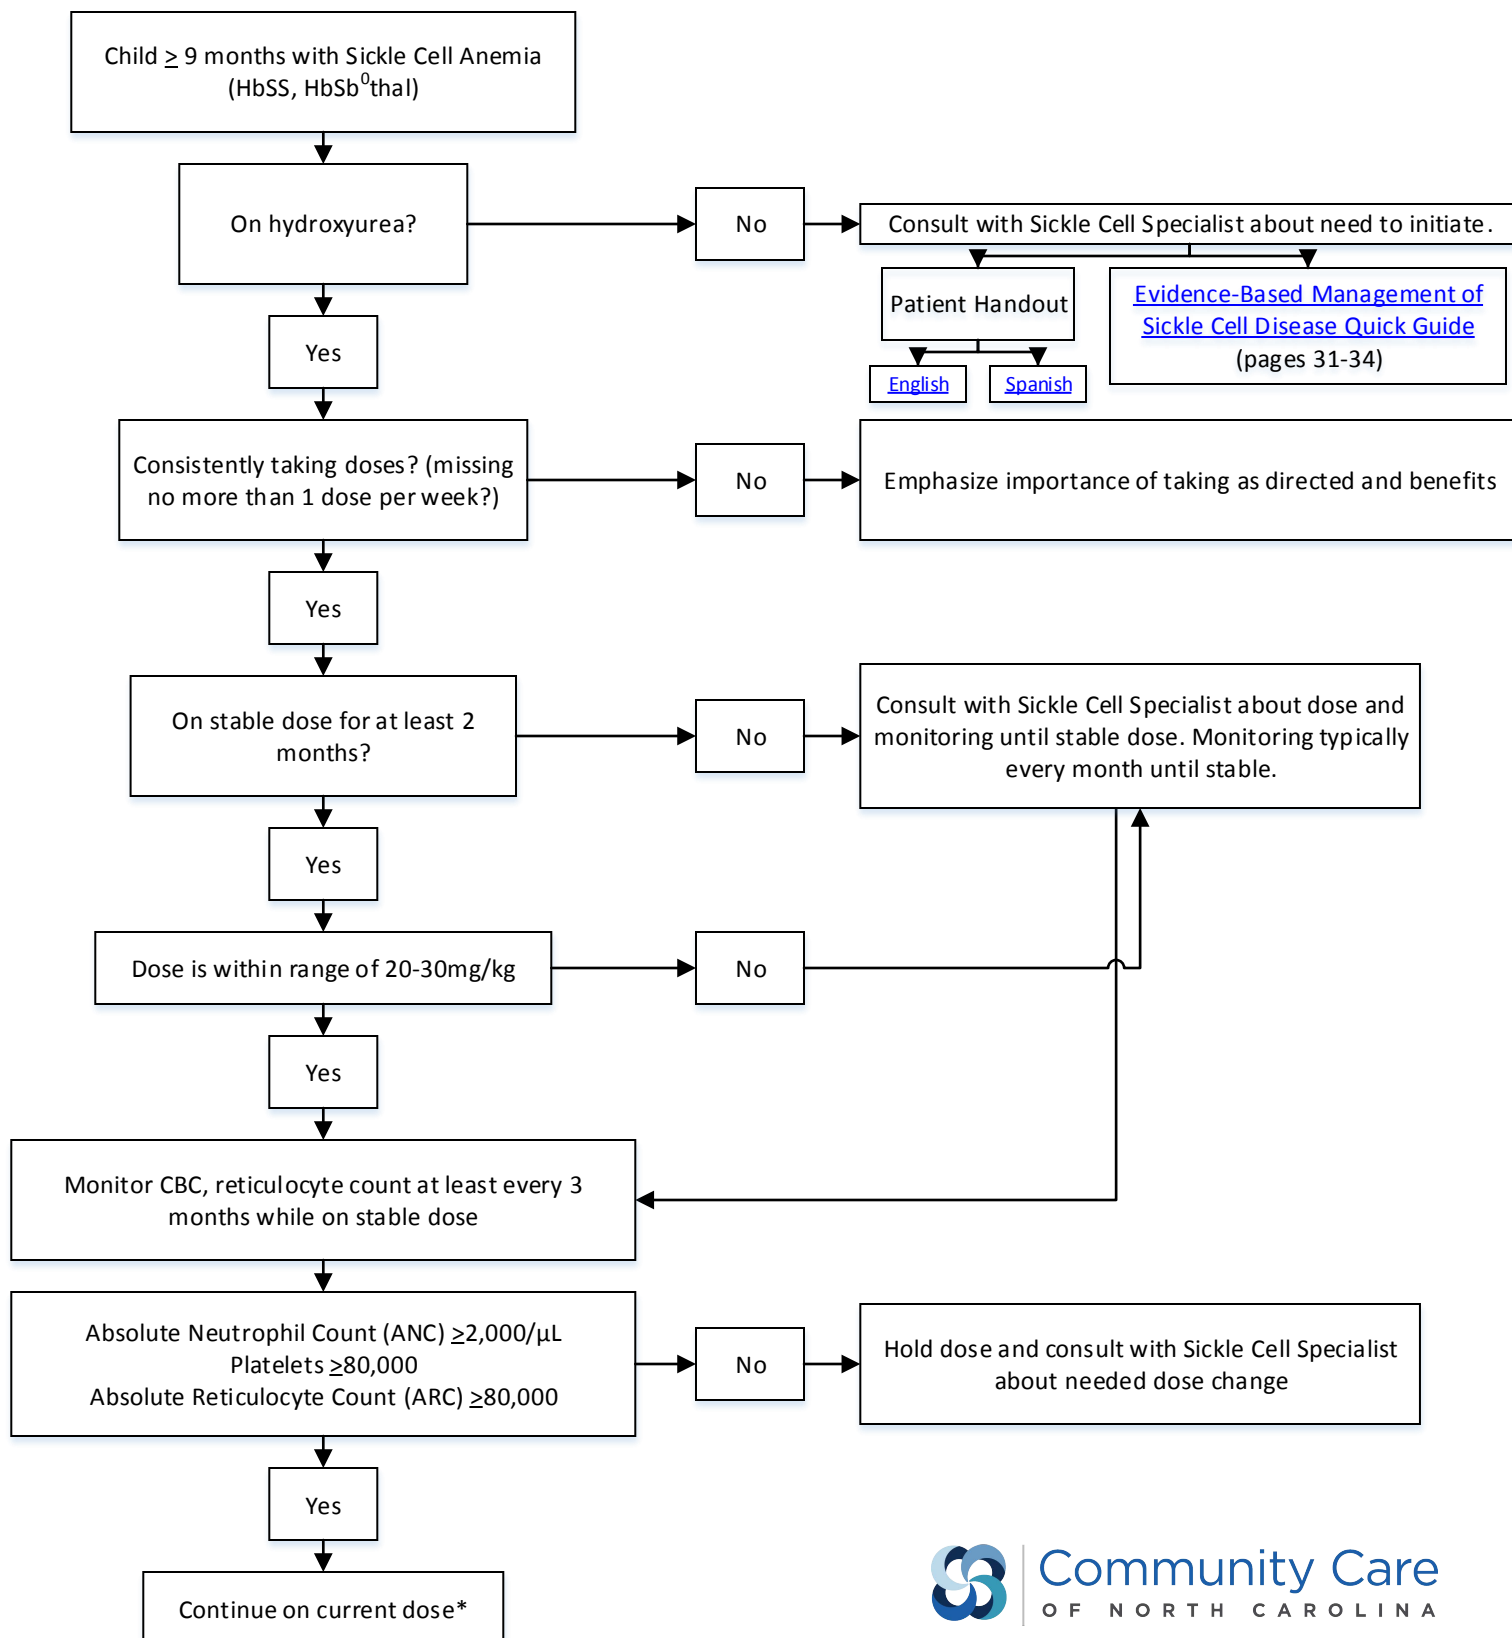 Child ≥ 9 months with Sickle Cell Anemia
(HbSS, HbSb⁰thal)
On hydroxyurea?
No
Consult with Sickle Cell Specialist about need to initiate.
Patient Handout
English
Spanish
Evidence-Based Management of
Sickle Cell Disease Quick Guide
(pages 31-34)
Yes
Consistently taking doses? (missing
no more than 1 dose per week?)
No
Emphasize importance of taking as directed and benefits
Yes
On stable dose for at least 2
months?
No
Consult with Sickle Cell Specialist about dose and
monitoring until stable dose. Monitoring typically
every month until stable.
Yes
Dose is within range of 20-30mg/kg
No
Yes
Monitor CBC, reticulocyte count at least every 3
months while on stable dose
Absolute Neutrophil Count (ANC) ≥2,000/µL
Platelets ≥80,000
Absolute Reticulocyte Count (ARC) ≥80,000
No
Hold dose and consult with Sickle Cell Specialist
about needed dose change
Yes
Continue on current dose*
Community Care
OF NORTH CAROLINA